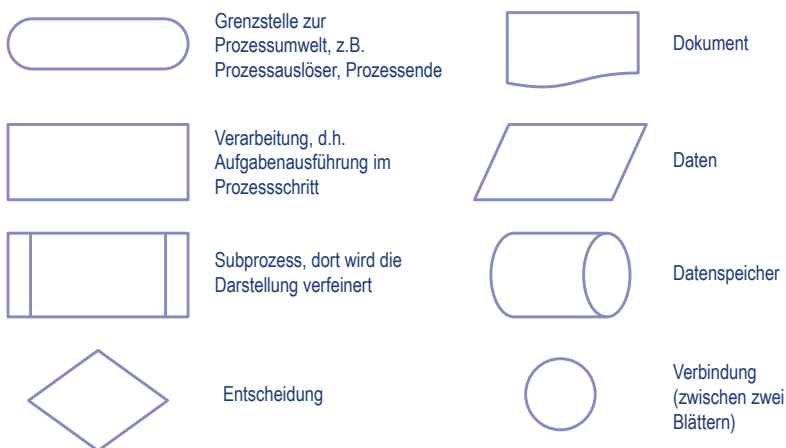 Grenzstelle zur
Prozessumwelt, z.B.
Prozessauslöser, Prozessende
Dokument
Verarbeitung, d.h.
Aufgabenausführung im
Prozessschritt
Daten
Subprozess, dort wird die
Darstellung verfeinert
Datenspeicher
Entscheidung
Verbindung
(zwischen zwei
Blättern)